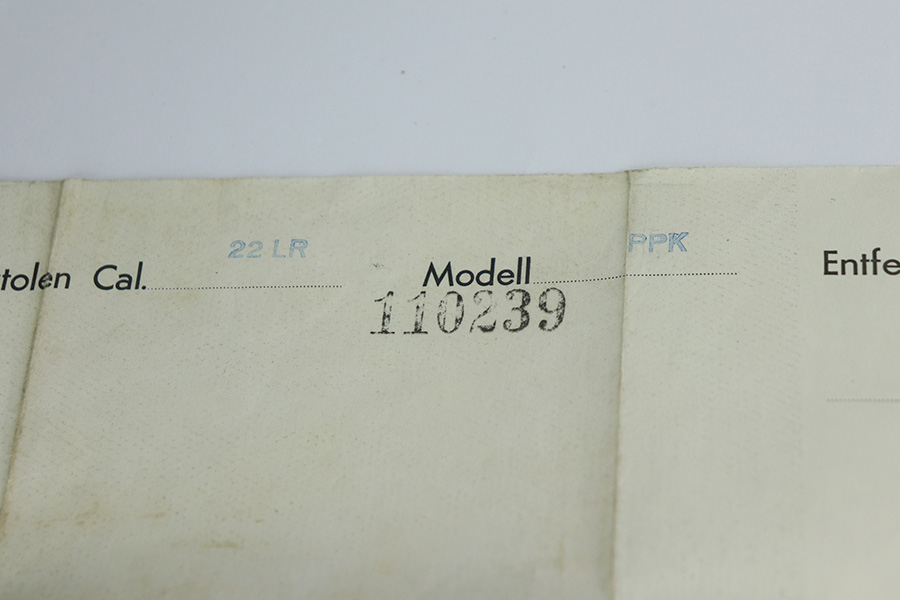 tolen Cal. 22 LR Modell PPK Entfe
110239